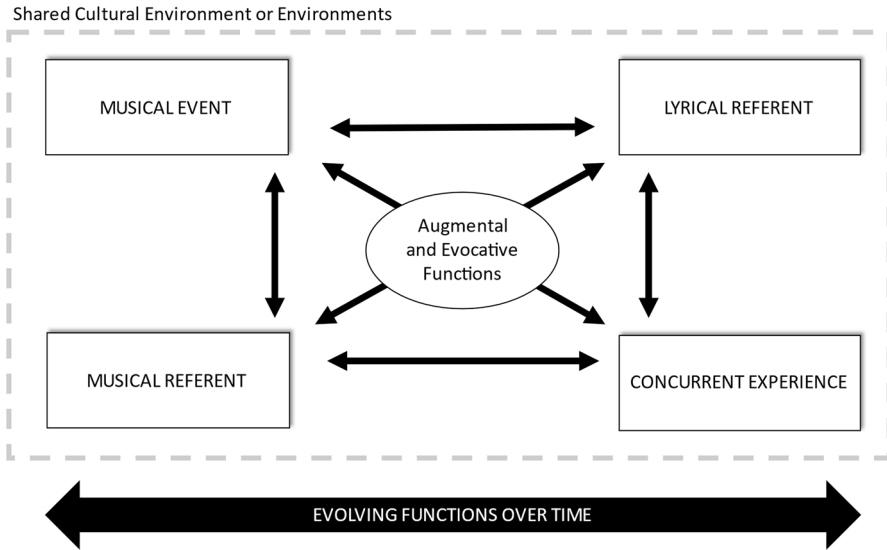 Shared Cultural Environment or Environments
MUSICAL EVENT
LYRICAL REFERENT
Augmental
and Evocative
Functions
MUSICAL REFERENT
CONCURRENT EXPERIENCE
EVOLVING FUNCTIONS OVER TIME